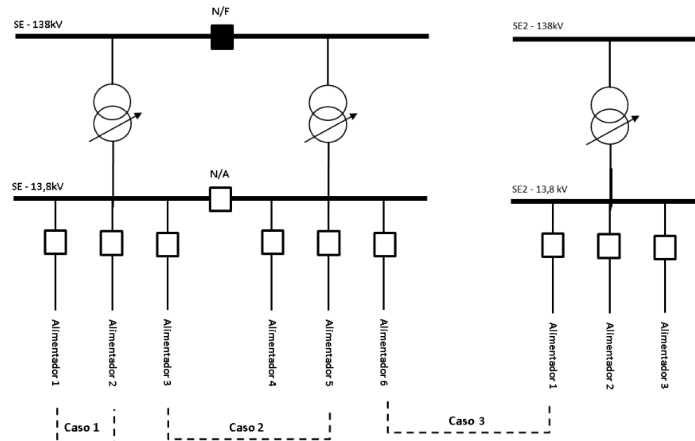 N/F
SE - 138kV
SE2 - 138kV
N/A
SE - 13,8kV
SE2 - 13,8 kV
Alimentador 1
Alimentador 2
Alimentador 3
Alimentador 4
Alimentador 5
Alimentador 6
Alimentador 1
Alimentador 2
Alimentador 3
Caso 1
Caso 2
Caso 3